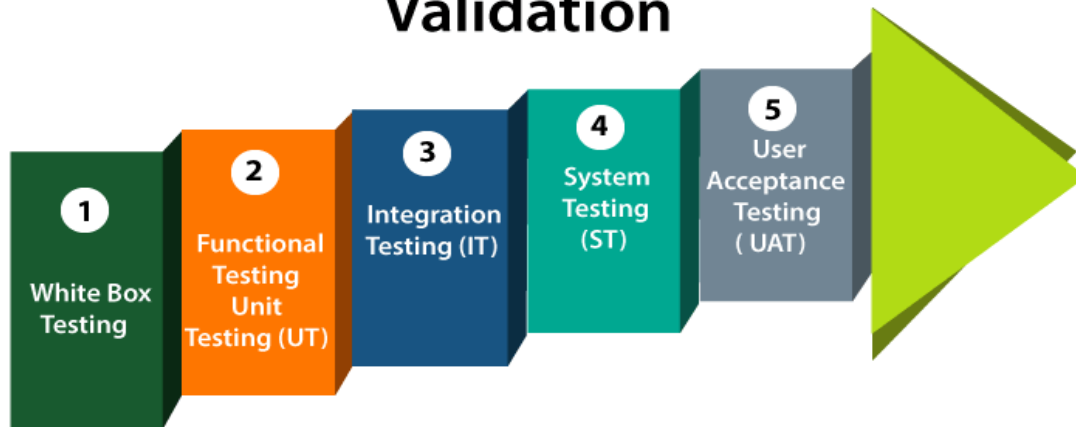 Validation
1
White Box
Testing
2
Functional
Testing
Unit
Testing (UT)
3
Integration
Testing (IT)
4
System
Testing
(ST)
5
User
Acceptance
Testing
( UAT)